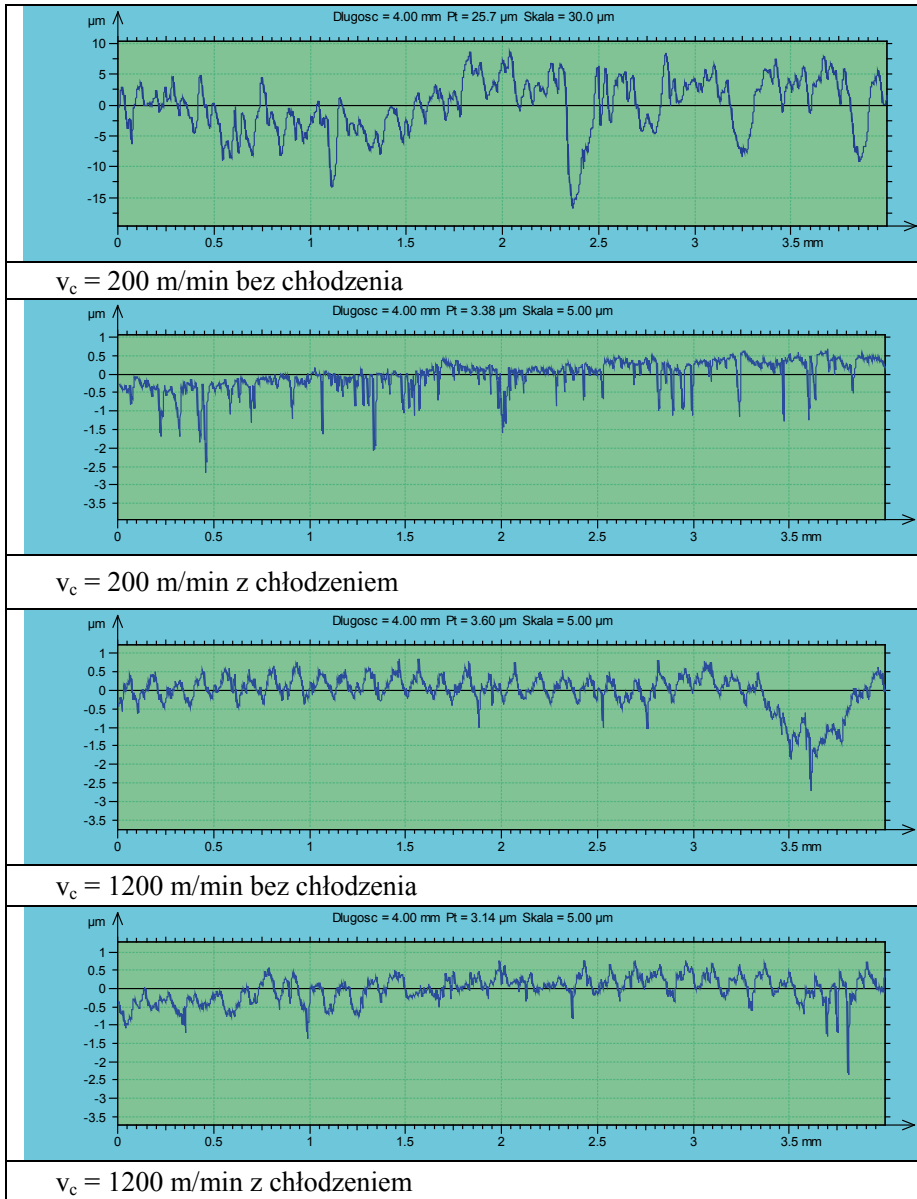 Dlugosc = 4.00 mm Pt = 25.7 µm Skala = 30.0 µm
µm
10
5
0
-5
-10
-15
0 0.5 1 1.5 2 2.5 3 3.5 mm
v_c = 200 m/min bez chłodzenia
Dlugosc = 4.00 mm Pt = 3.38 µm Skala = 5.00 µm
µm
1
0.5
0
-0.5
-1
-1.5
-2
-2.5
-3
-3.5
0 0.5 1 1.5 2 2.5 3 3.5 mm
v_c = 200 m/min z chłodzeniem
Dlugosc = 4.00 mm Pt = 3.60 µm Skala = 5.00 µm
µm
1
0.5
0
-0.5
-1
-1.5
-2
-2.5
-3
-3.5
0 0.5 1 1.5 2 2.5 3 3.5 mm
v_c = 1200 m/min bez chłodzenia
Dlugosc = 4.00 mm Pt = 3.14 µm Skala = 5.00 µm
µm
1
0.5
0
-0.5
-1
-1.5
-2
-2.5
-3
-3.5
0 0.5 1 1.5 2 2.5 3 3.5 mm
v_c = 1200 m/min z chłodzeniem